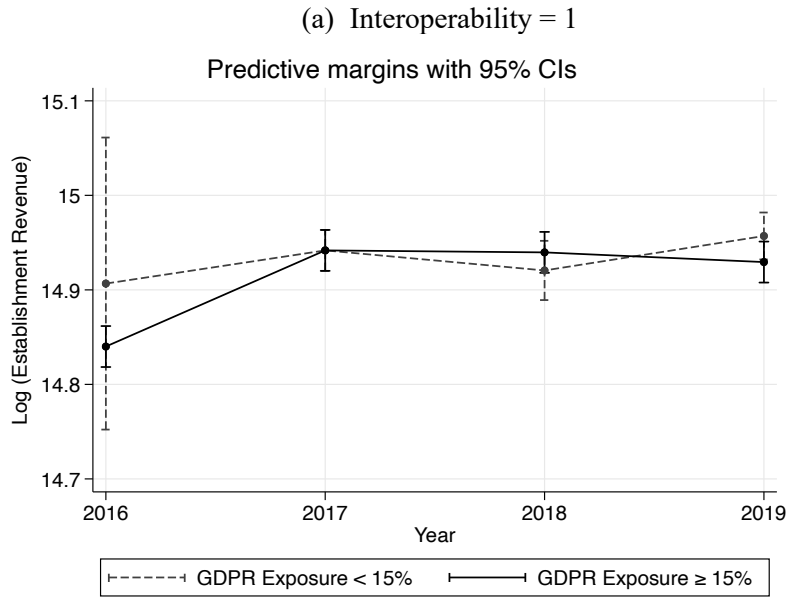 (a) Interoperability = 1
Predictive margins with 95% CIs
Log (Establishment Revenue)
15.1
15
14.9
14.8
14.7
2016 2017 2018 2019
Year
GDPR Exposure < 15% GDPR Exposure ≥ 15%